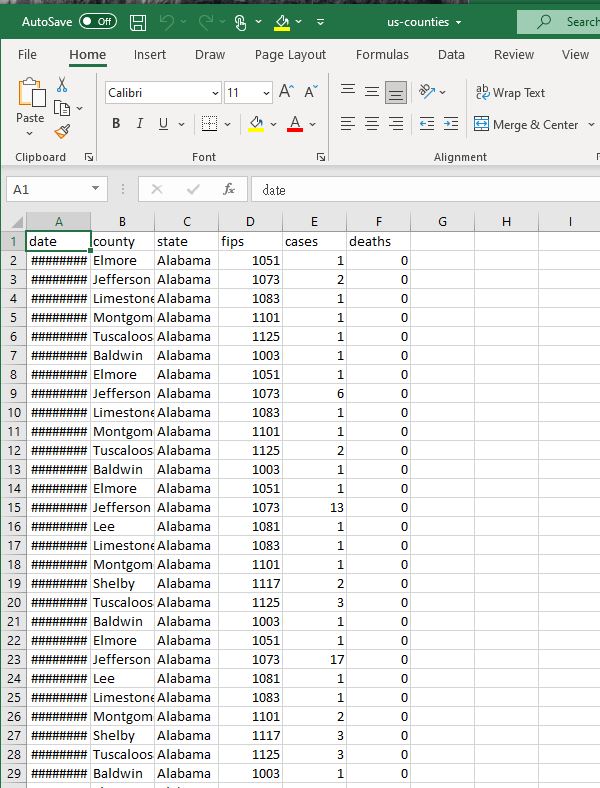 AutoSave Off us-counties Search
File Home Insert Draw Page Layout Formulas Data Review View
Calibri 11 A A ab Wrap Text
Paste B I U A Merge & Center
Clipboard Font Alignment
A1 fx date
A B C D E F G H I
1 date county state fips cases deaths
2 ######## Elmore Alabama 1051 1 0
3 ######## Jefferson Alabama 1073 2 0
4 ######## Limestone Alabama 1083 1 0
5 ######## Montgom Alabama 1101 1 0
6 ######## Tuscaloos Alabama 1125 1 0
7 ######## Baldwin Alabama 1003 1 0
8 ######## Elmore Alabama 1051 1 0
9 ######## Jefferson Alabama 1073 6 0
10 ######## Limestone Alabama 1083 1 0
11 ######## Montgom Alabama 1101 1 0
12 ######## Tuscaloos Alabama 1125 2 0
13 ######## Baldwin Alabama 1003 1 0
14 ######## Elmore Alabama 1051 1 0
15 ######## Jefferson Alabama 1073 13 0
16 ######## Lee Alabama 1081 1 0
17 ######## Limestone Alabama 1083 1 0
18 ######## Montgom Alabama 1101 1 0
19 ######## Shelby Alabama 1117 2 0
20 ######## Tuscaloos Alabama 1125 3 0
21 ######## Baldwin Alabama 1003 1 0
22 ######## Elmore Alabama 1051 1 0
23 ######## Jefferson Alabama 1073 17 0
24 ######## Lee Alabama 1081 1 0
25 ######## Limestone Alabama 1083 1 0
26 ######## Montgom Alabama 1101 2 0
27 ######## Shelby Alabama 1117 3 0
28 ######## Tuscaloos Alabama 1125 3 0
29 ######## Baldwin Alabama 1003 1 0